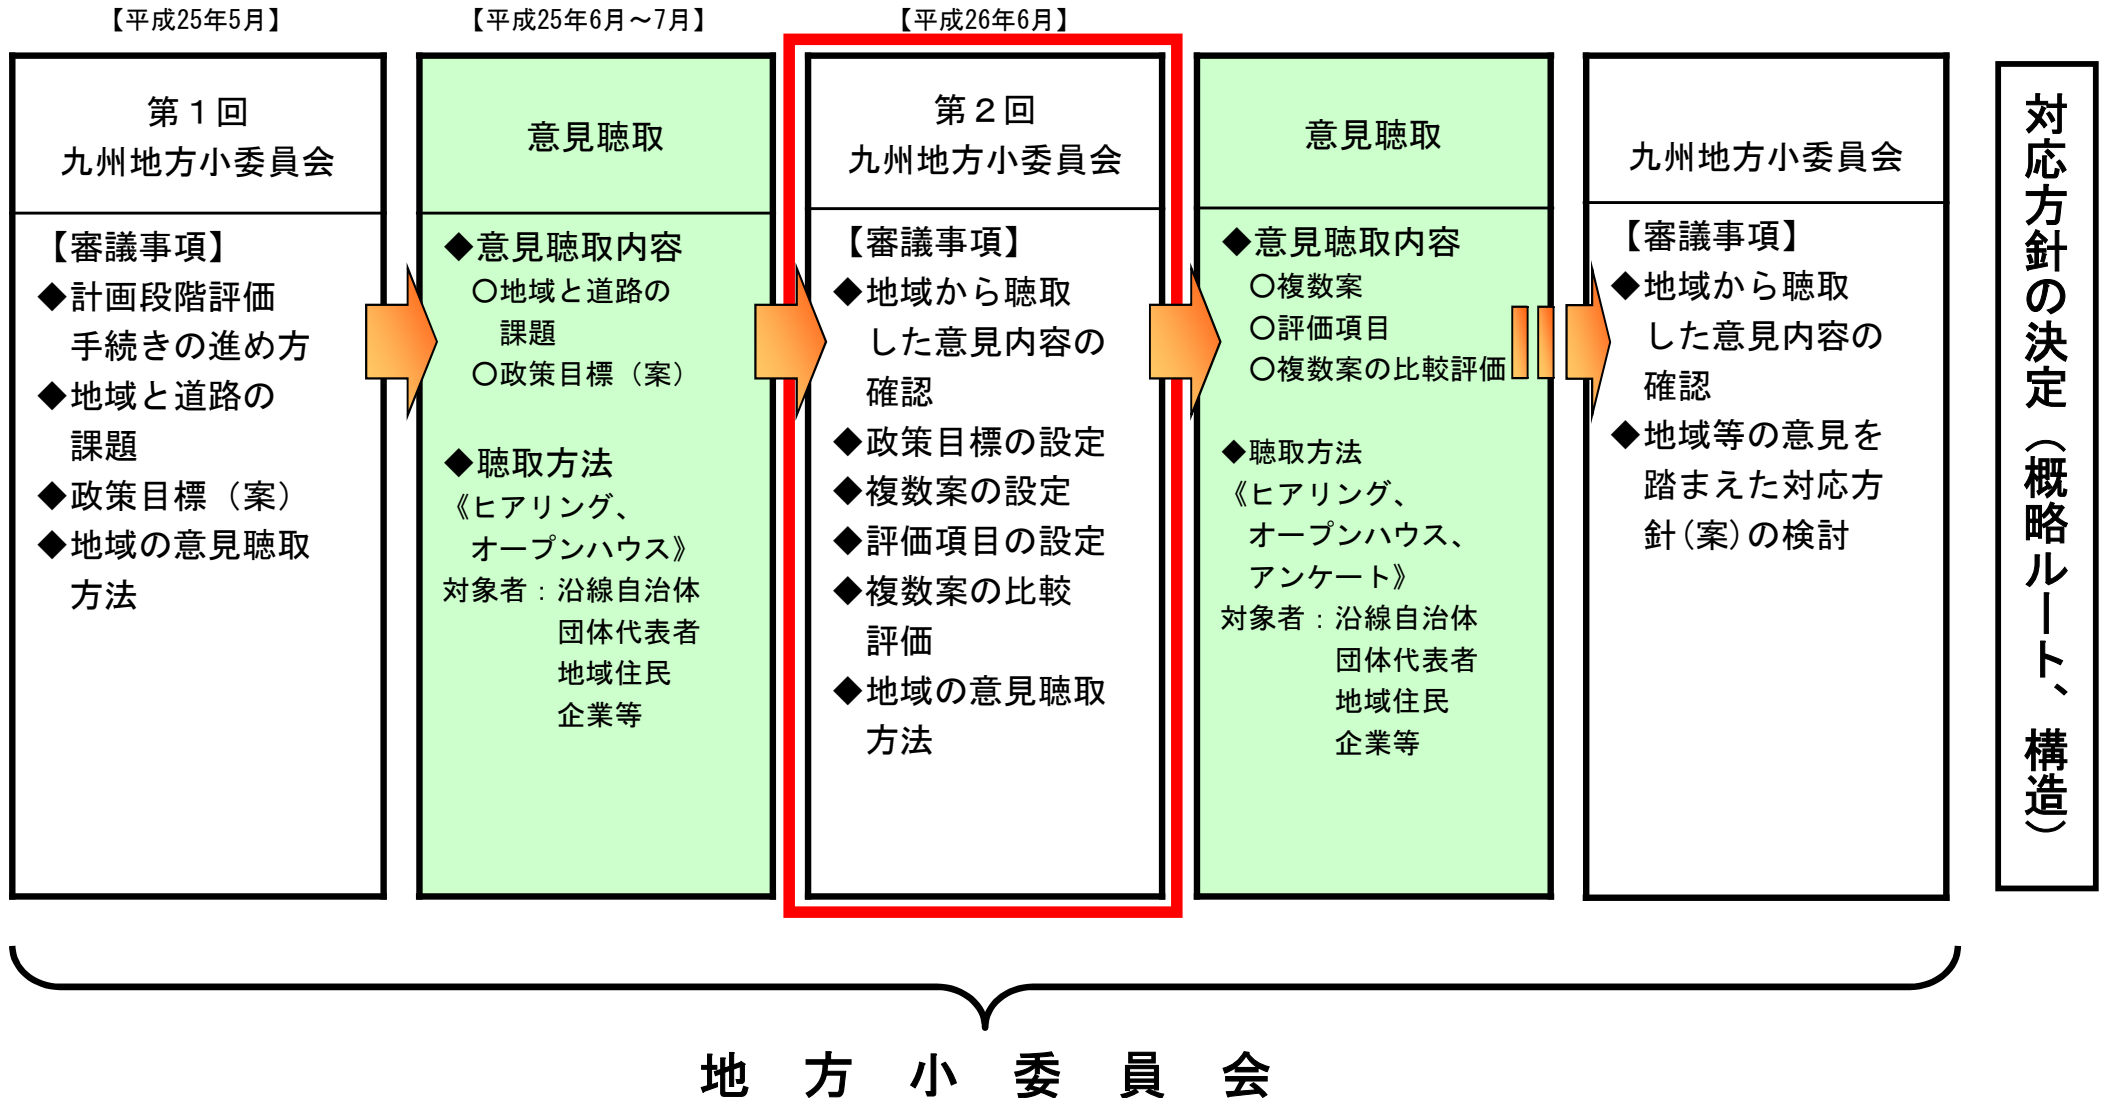 【平成25年5月】
第１回
九州地方小委員会
【審議事項】
◆計画段階評価
手続きの進め方
◆地域と道路の
課題
◆政策目標（案）
◆地域の意見聴取
方法
【平成25年6月～7月】
意見聴取
◆意見聴取内容
○地域と道路の
課題
○政策目標（案）
◆聴取方法
《ヒアリング、
オープンハウス》
対象者：沿線自治体
団体代表者
地域住民
企業等
【平成26年6月】
第２回
九州地方小委員会
【審議事項】
◆地域から聴取
した意見内容の
確認
◆政策目標の設定
◆複数案の設定
◆評価項目の設定
◆複数案の比較
評価
◆地域の意見聴取
方法
意見聴取
◆意見聴取内容
○複数案
○評価項目
○複数案の比較評価
◆聴取方法
《ヒアリング、
オープンハウス、
アンケート》
対象者：沿線自治体
団体代表者
地域住民
企業等
九州地方小委員会
【審議事項】
◆地域から聴取
した意見内容の
確認
◆地域等の意見を
踏まえた対応方
針(案)の検討
対応方針の決定（概略ルート、構造）
地方小委員会